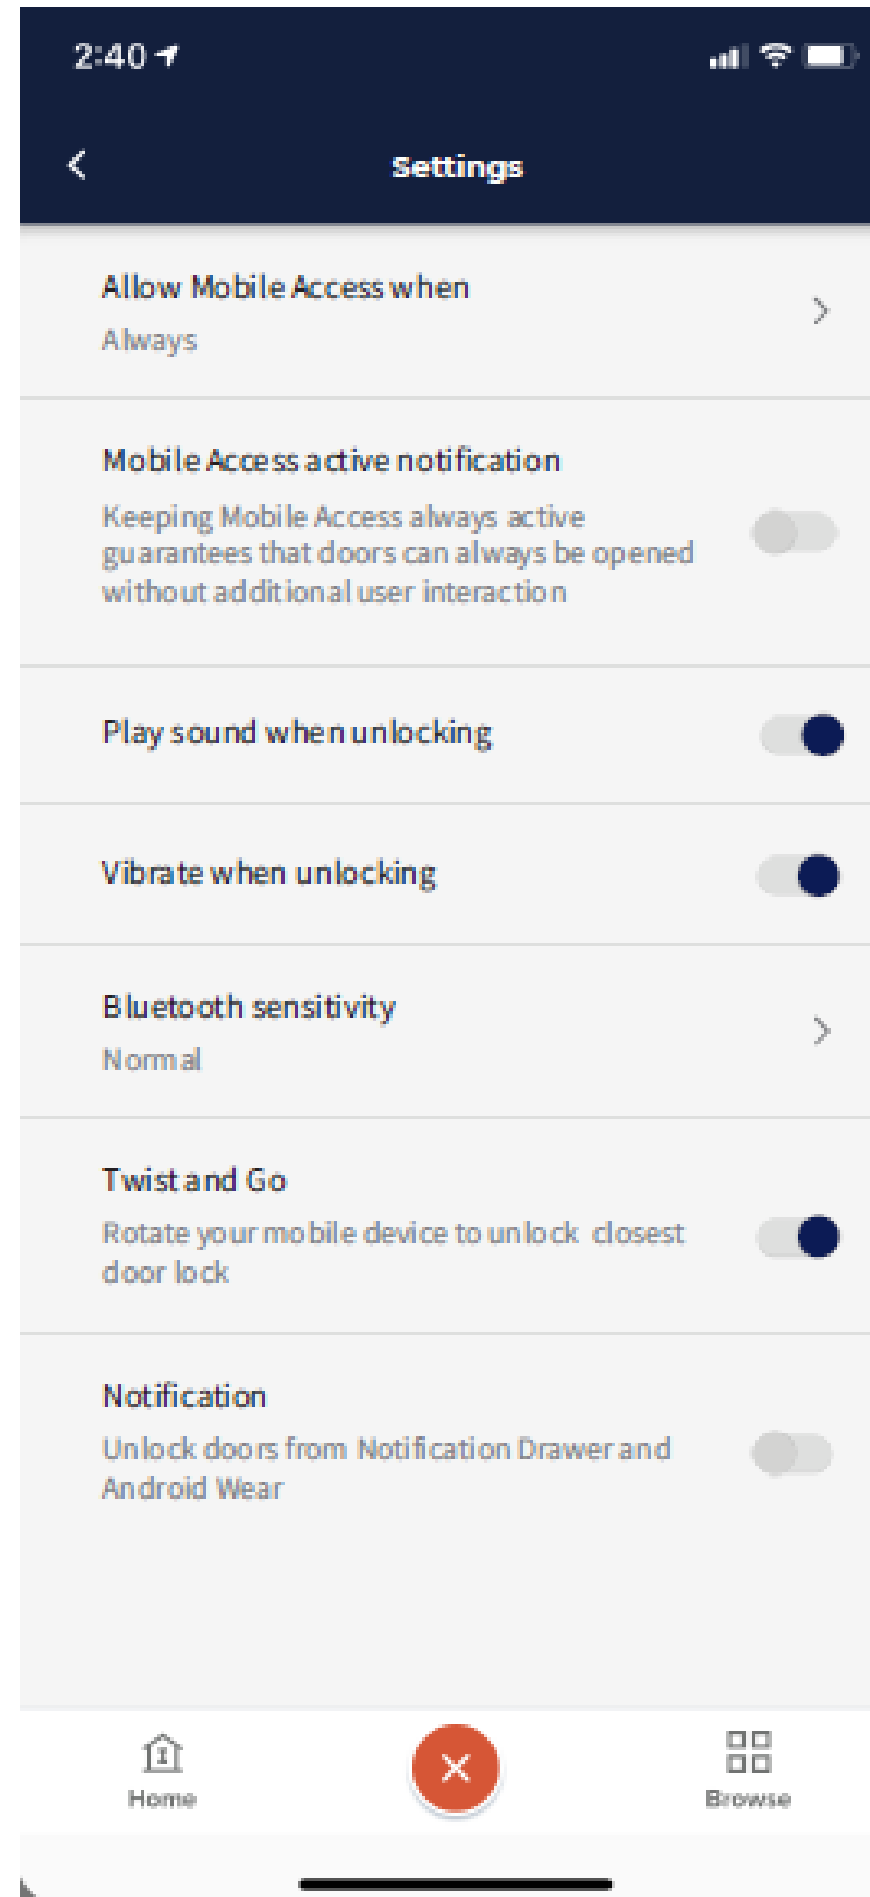 2:40
Settings
Allow Mobile Access when
Always
Mobile Access active notification
Keeping Mobile Access always active
guarantees that doors can always be opened
without additional user interaction
Play sound when unlocking
Vibrate when unlocking
Bluetooth sensitivity
Normal
Twist and Go
Rotate your mobile device to unlock closest
door lock
Notification
Unlock doors from Notification Drawer and
Android Wear
Home
Browse